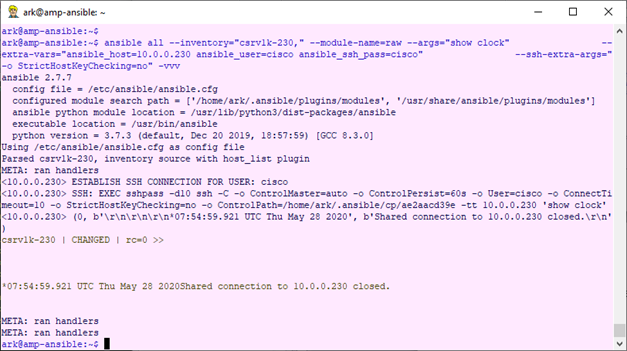 ark@amp-ansible: ~
ark@amp-ansible:~$
ark@amp-ansible:~$ ansible all --inventory="csrv1k-230," --module-name=raw --args="show clock" --
extra-vars="ansible_host=10.0.0.230 ansible_user=cisco ansible_ssh_pass=cisco" --ssh-extra-args="
-o StrictHostKeyChecking=no" -vvv
ansible 2.7.7
config file = /etc/ansible/ansible.cfg
configured module search path = ['/home/ark/.ansible/plugins/modules', '/usr/share/ansible/plugins/modules']
ansible python module location = /usr/lib/python3/dist-packages/ansible
executable location = /usr/bin/ansible
python version = 3.7.3 (default, Dec 20 2019, 18:57:59) [GCC 8.3.0]
Using /etc/ansible/ansible.cfg as config file
Parsed csrv1k-230, inventory source with host_list plugin
META: ran handlers
<10.0.0.230> ESTABLISH SSH CONNECTION FOR USER: cisco
<10.0.0.230> SSH: EXEC sshpass -d10 ssh -C -o ControlMaster=auto -o ControlPersist=60s -o User=cisco -o ConnectTi
meout=10 -o StrictHostKeyChecking=no -o ControlPath=/home/ark/.ansible/cp/ae2aacd39e -tt 10.0.0.230 'show clock'
<10.0.0.230> (0, b'\r\n\r\n\r\n*07:54:59.921 UTC Thu May 28 2020', b'Shared connection to 10.0.0.230 closed.\r\n'
)
csrv1k-230 | CHANGED | rc=0 >>
*07:54:59.921 UTC Thu May 28 2020Shared connection to 10.0.0.230 closed.
META: ran handlers
META: ran handlers
ark@amp-ansible:~$